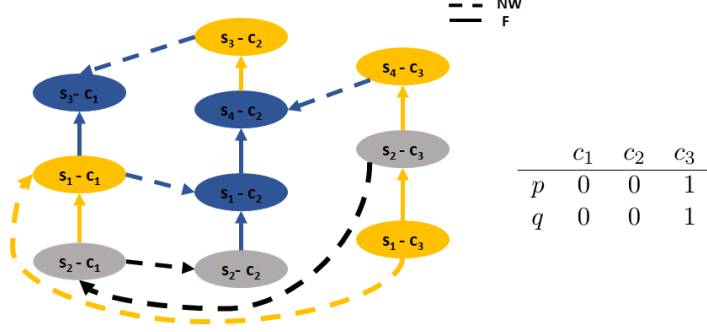 NW
F
s₃ - c₂
s₄ - c₃
s₃ - c₁
s₄ - c₂
s₂ - c₃
s₁ - c₁
s₁ - c₂
s₁ - c₃
s₂ - c₁
s₂ - c₂
c₁ c₂ c₃
p 0 0 1
q 0 0 1